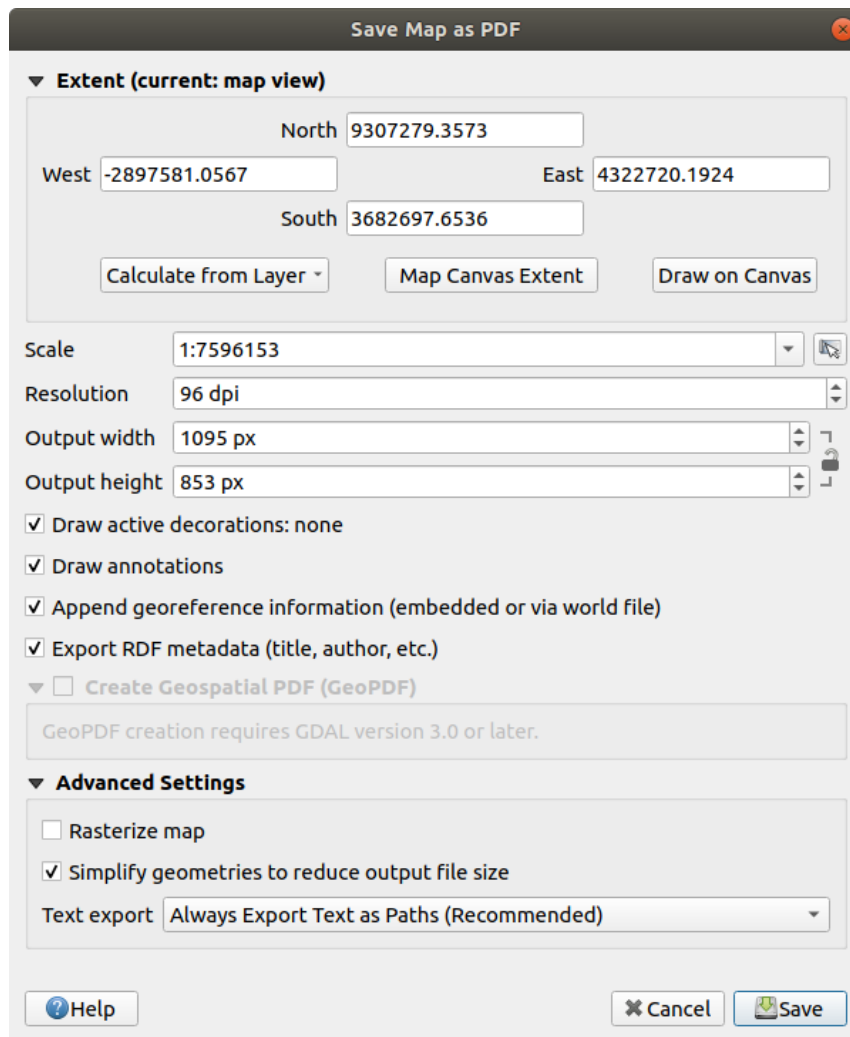 Save Map as PDF
Extent (current: map view)
North 9307279.3573
West -2897581.0567 East 4322720.1924
South 3682697.6536
Calculate from Layer Map Canvas Extent Draw on Canvas
Scale 1:7596153
Resolution 96 dpi
Output width 1095 px
Output height 853 px
Draw active decorations: none
Draw annotations
Append georeference information (embedded or via world file)
Export RDF metadata (title, author, etc.)
Create Geospatial PDF (GeoPDF)
GeoPDF creation requires GDAL version 3.0 or later.
Advanced Settings
Rasterize map
Simplify geometries to reduce output file size
Text export Always Export Text as Paths (Recommended)
Help Cancel Save